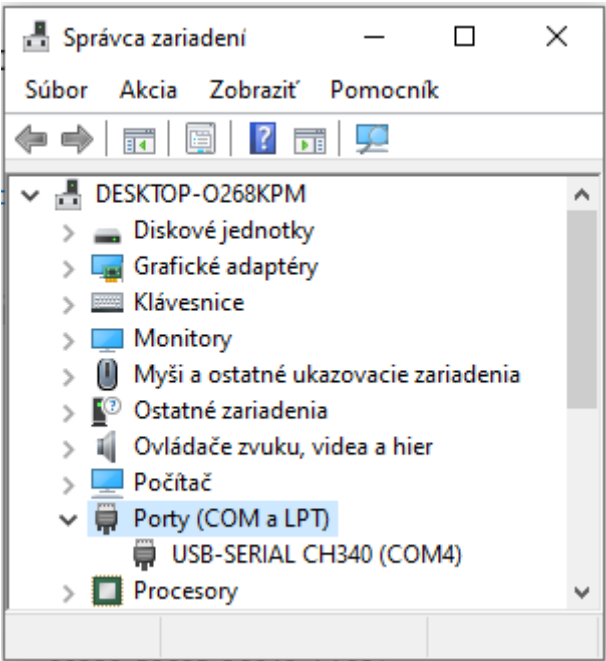 Správca zariadení
Súbor Akcia Zobraziť Pomocník
DESKTOP-O268KPM
Diskové jednotky
Grafické adaptéry
Klávesnice
Monitory
Myši a ostatné ukazovacie zariadenia
Ostatné zariadenia
Ovládače zvuku, videa a hier
Počítač
Porty (COM a LPT)
USB-SERIAL CH340 (COM4)
Procesory